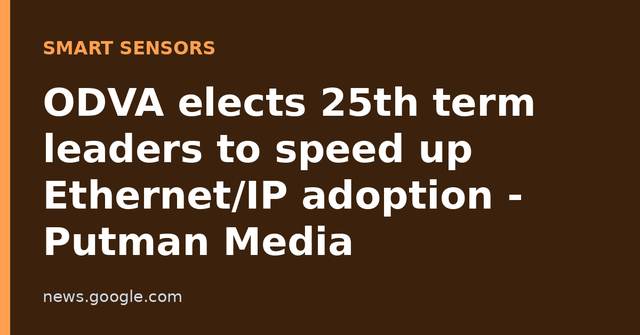 SMART SENSORS
ODVA elects 25th term
leaders to speed up
Ethernet/IP adoption -
Putman Media
news.google.com